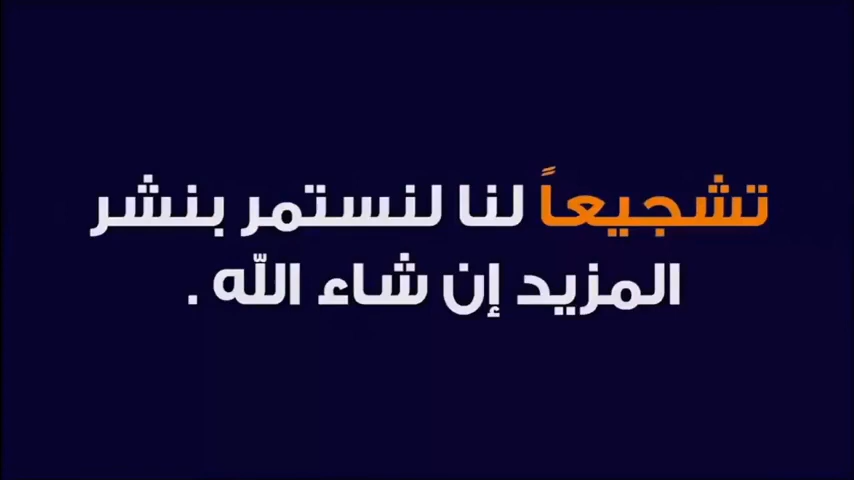 تشجيعاً لنا لنستمر بنشر
المزيد إن شاء الله .